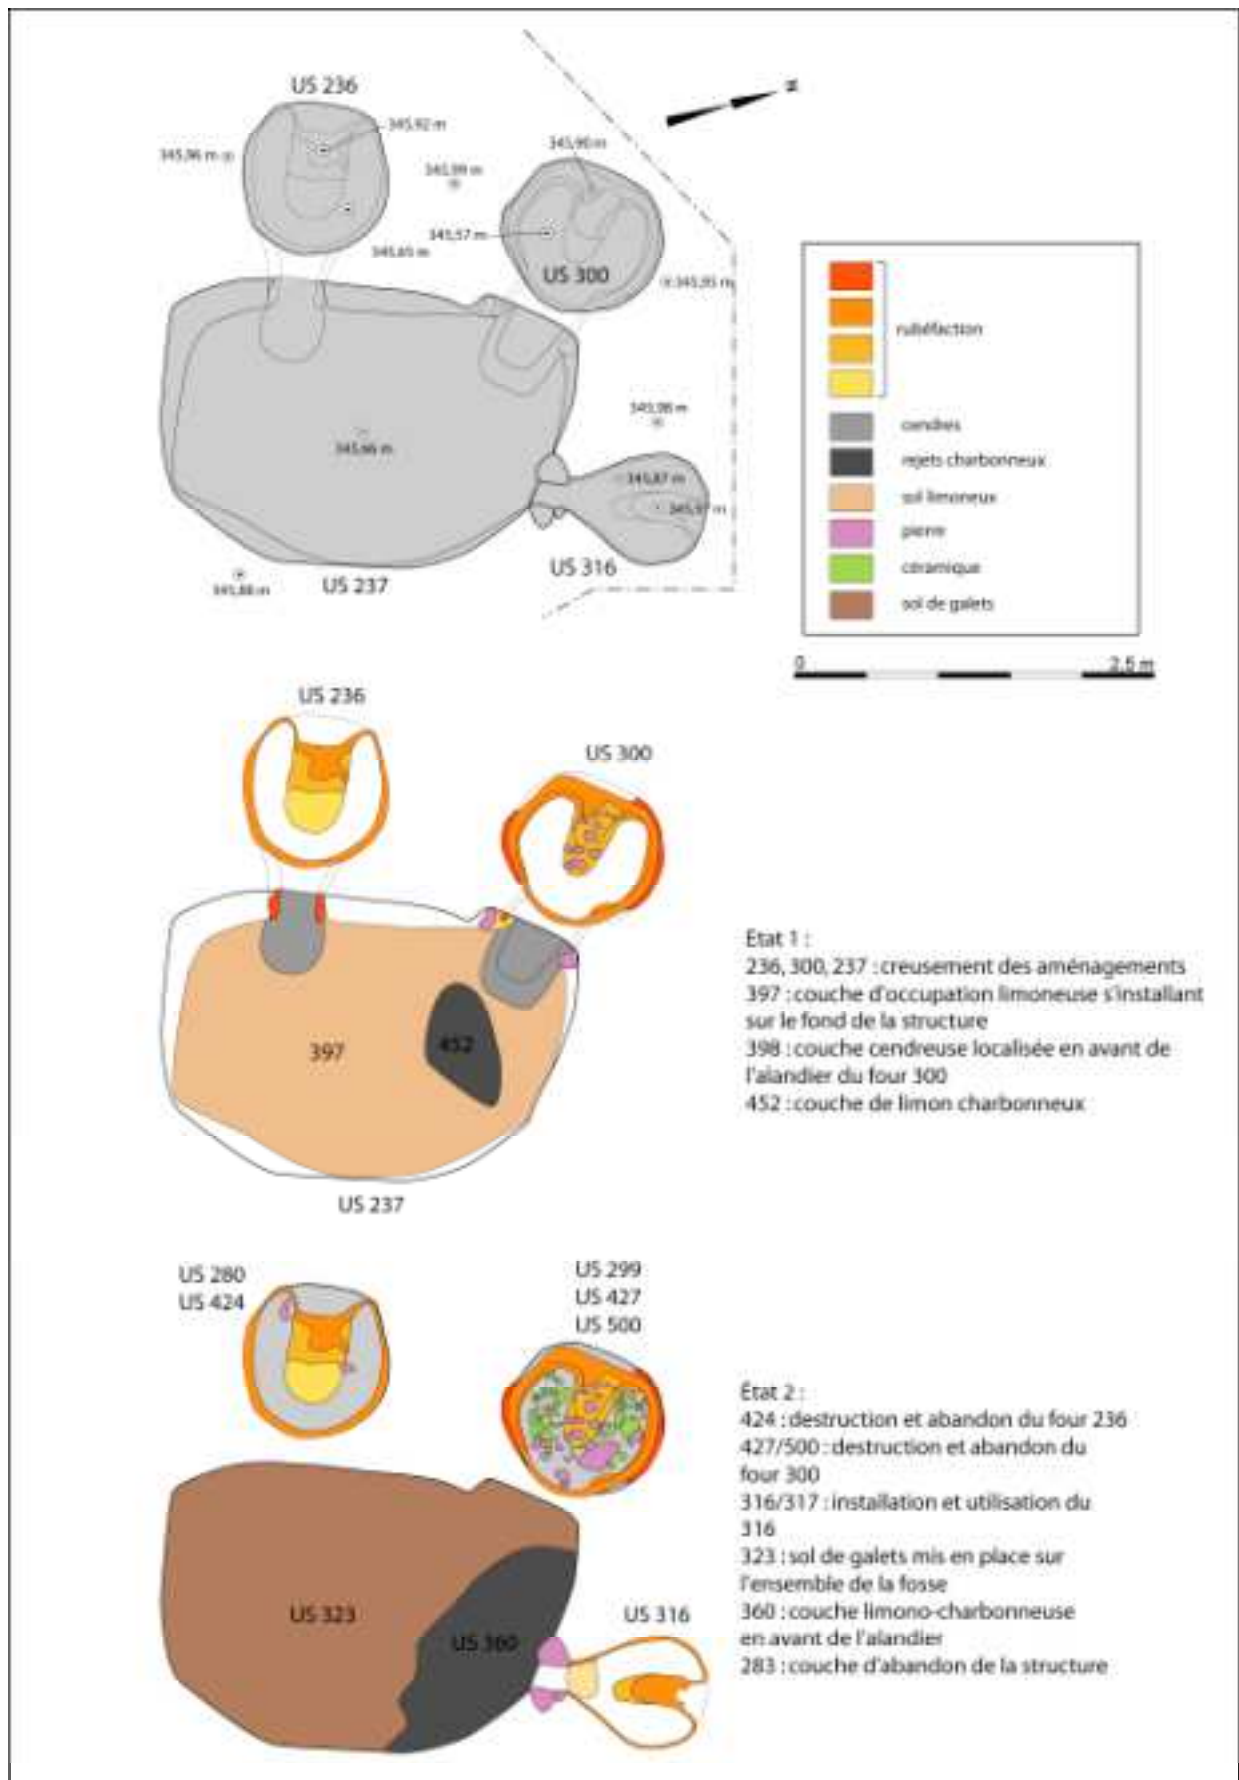 US 236
345,92 m
345,96 m
345,99 m
345,90 m
N
345,57 m
345,65 m
US 300
345,95 m
345,98 m
345,66 m
345,87 m
US 316
345,88 m
US 237
rubéfaction
cendres
rejets charbonneux
sol limoneux
pierre
céramique
sol de galets
0
2,5 m
US 236
US 300
397
452
US 237
Etat 1 :
236, 300, 237 : creusement des aménagements
397 : couche d'occupation limoneuse s'installant
sur le fond de la structure
398 : couche cendreuse localisée en avant de
l'alandier du four 300
452 : couche de limon charbonneux
US 280
US 424
US 299
US 427
US 500
US 323
US 360
US 316
État 2 :
424 : destruction et abandon du four 236
427/500 : destruction et abandon du
four 300
316/317 : installation et utilisation du
316
323 : sol de galets mis en place sur
l'ensemble de la fosse
360 : couche limono-charbonneuse
en avant de l'alandier
283 : couche d'abandon de la structure